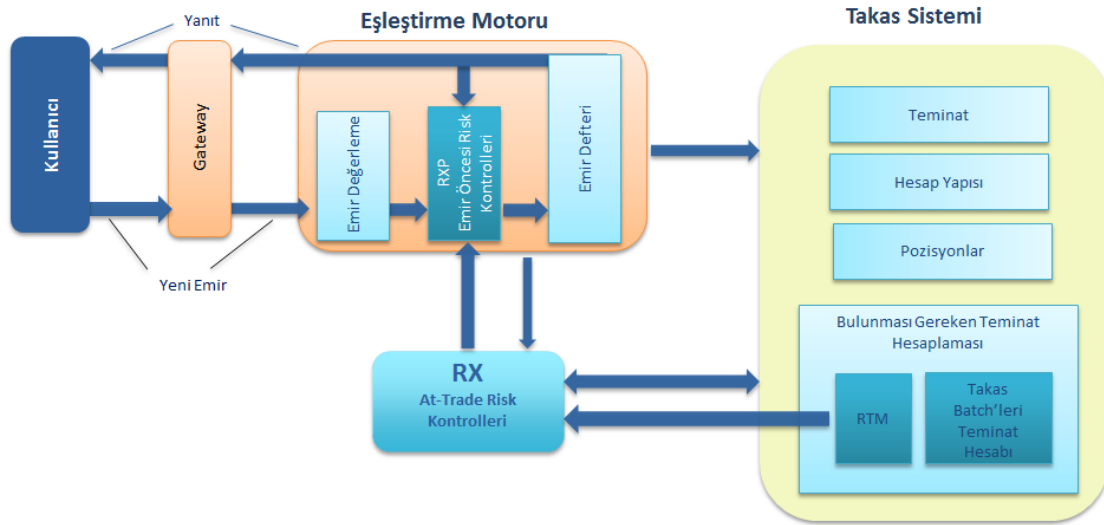 Yanıt
Eşleştirme Motoru
Takas Sistemi
Kullanıcı
Gateway
Emir Değerleme
RXP
Emir Öncesi Risk
Kontrolleri
Emir Defteri
Yeni Emir
Teminat
Hesap Yapısı
Pozisyonlar
Bulunması Gereken Teminat
Hesaplaması
RTM
Takas
Batch’leri
Teminat
Hesabı
RX
At-Trade Risk
Kontrolleri